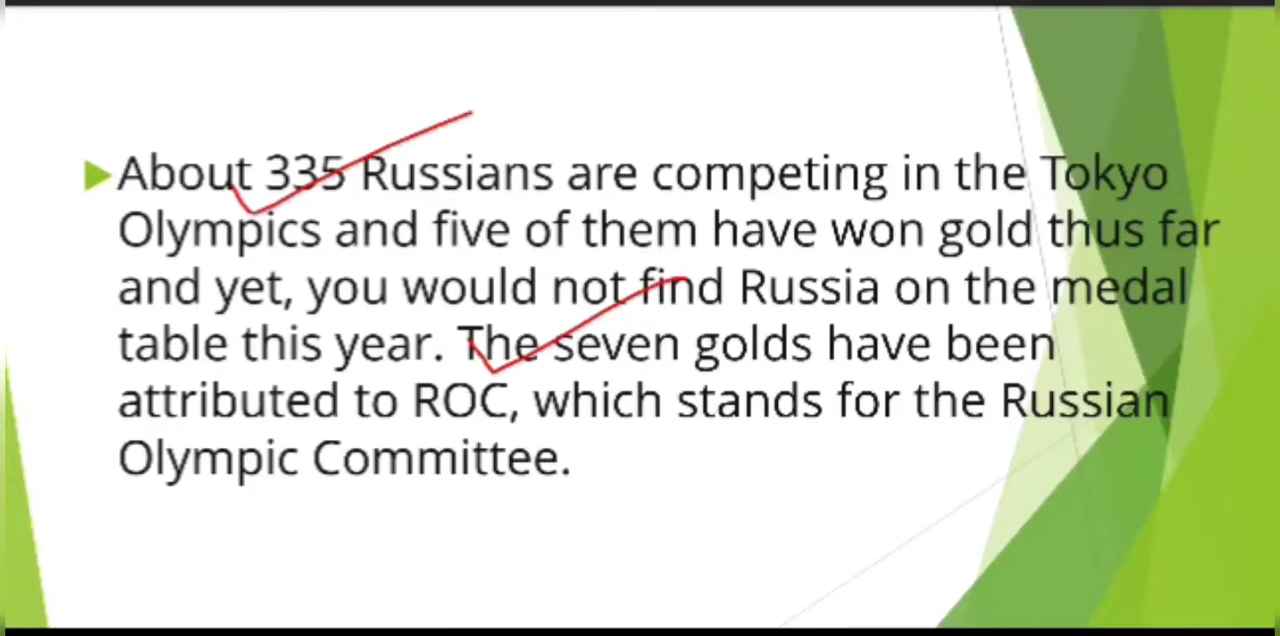 About 335 Russians are competing in the Tokyo
Olympics and five of them have won gold thus far
and yet, you would not find Russia on the medal
table this year. The seven golds have been
attributed to ROC, which stands for the Russian
Olympic Committee.